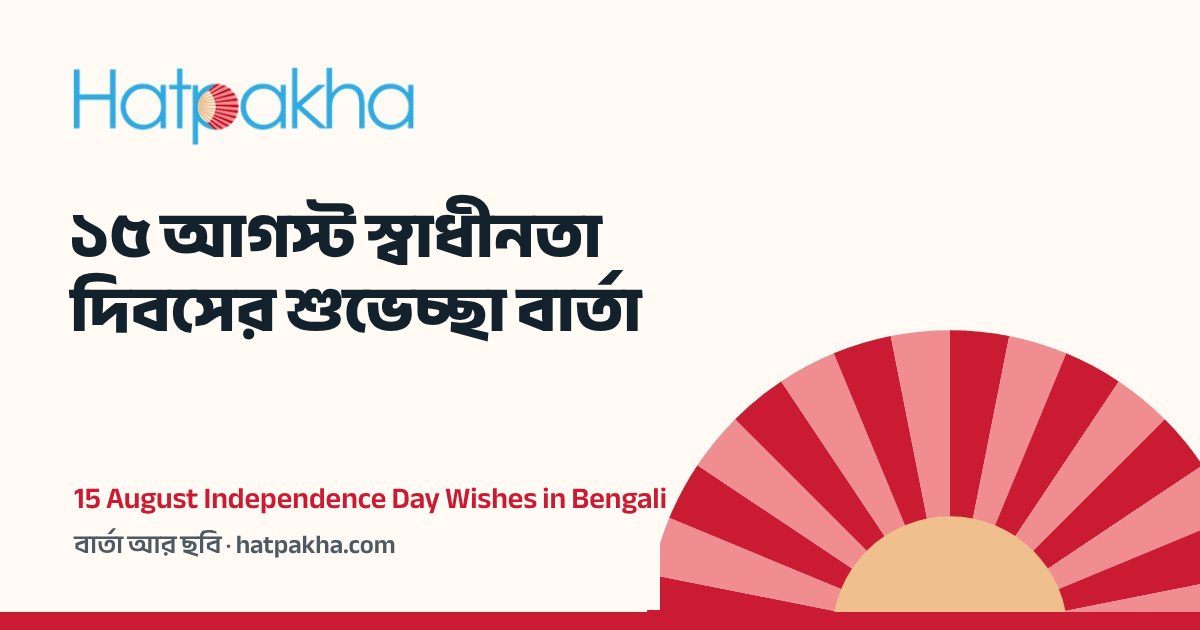 Hatpakha
১৫ আগস্ট স্বাধীনতা
দিবসের শুভেচ্ছা বার্তা
15 August Independence Day Wishes in Bengali
বার্তা আর ছবি · hatpakha.com